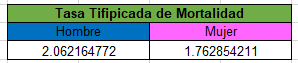 Tasa Tifipicada de Mortalidad
Hombre Mujer
2.062164772 1.762854211